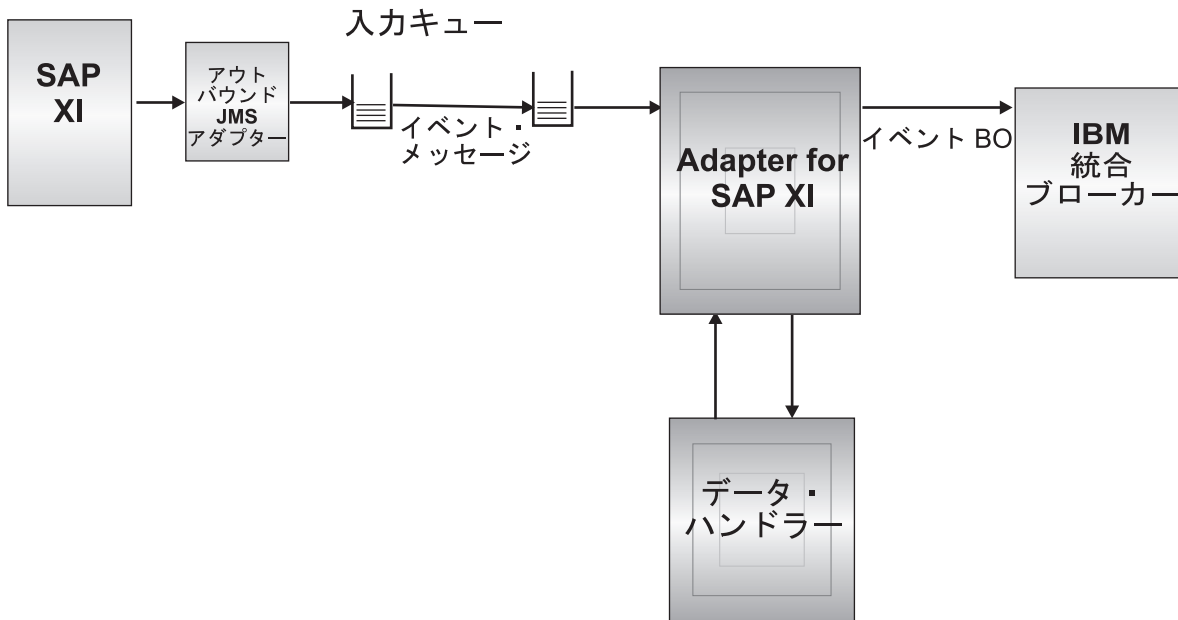 入力キュー
SAP
XI
アウト
バウンド
JMS
アダプター
イベント・
メッセージ
Adapter for
SAP XI
イベント BO
IBM
統合
ブローカー
データ・
ハンドラー